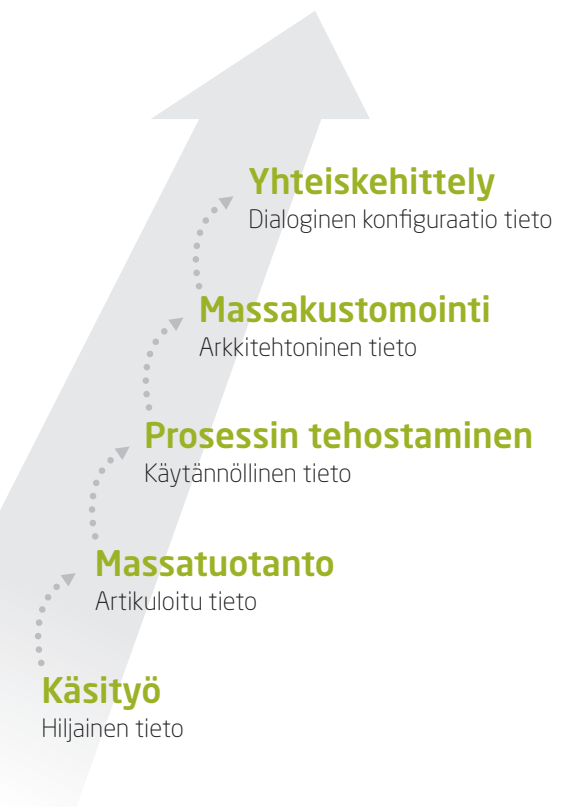 Yhteiskehittely
Dialoginen konfiguraatio tieto
Massakustomointi
Arkkitehtoninen tieto
Prosessin tehostaminen
Käytännöllinen tieto
Massatuotanto
Artikuloitu tieto
Käsityö
Hiljainen tieto